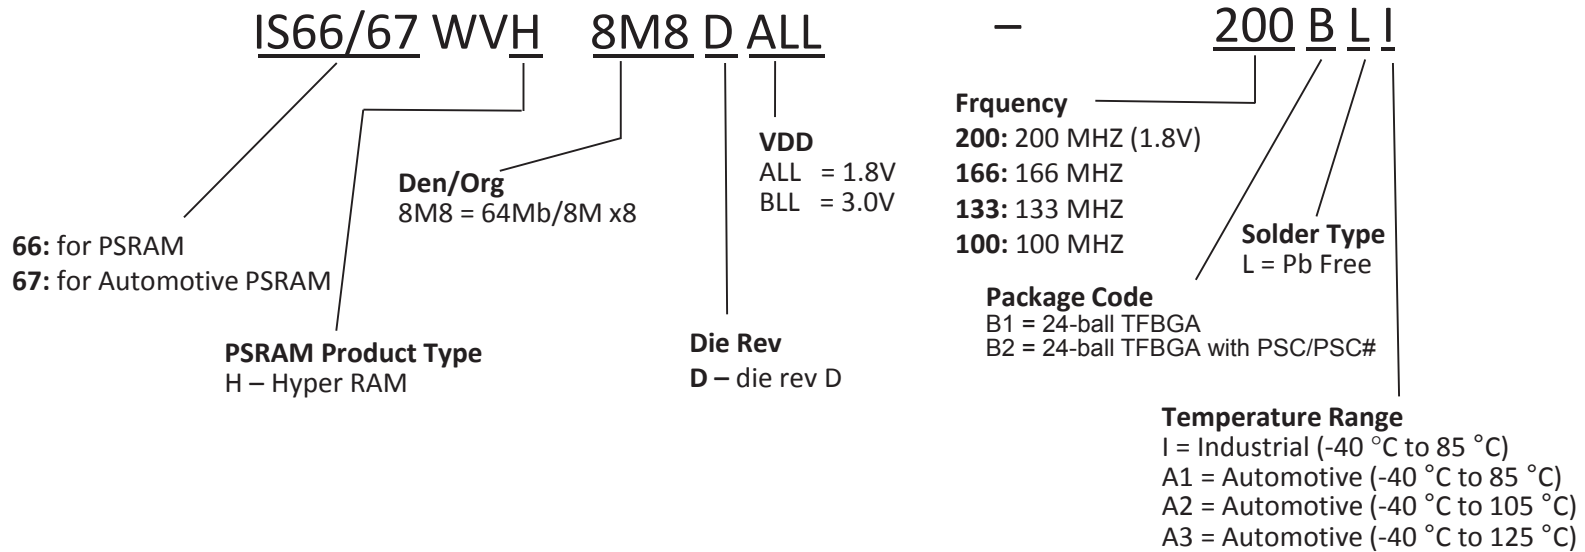 IS66/67 WVH 8M8 D ALL – 200 B L I
Frquency
200: 200 MHZ (1.8V)
166: 166 MHZ
133: 133 MHZ
100: 100 MHZ
VDD
ALL = 1.8V
BLL = 3.0V
Den/Org
8M8 = 64Mb/8M x8
66: for PSRAM
67: for Automotive PSRAM
Solder Type
L = Pb Free
Package Code
B1 = 24-ball TFBGA
B2 = 24-ball TFBGA with PSC/PSC#
PSRAM Product Type
H – Hyper RAM
Die Rev
D – die rev D
Temperature Range
I = Industrial (-40 °C to 85 °C)
A1 = Automotive (-40 °C to 85 °C)
A2 = Automotive (-40 °C to 105 °C)
A3 = Automotive (-40 °C to 125 °C)